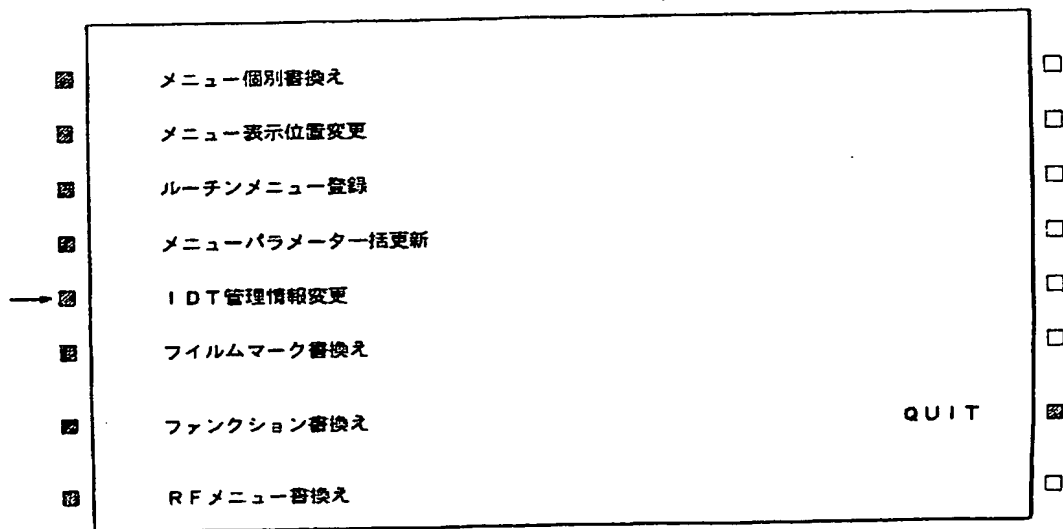 メニュー個別書換え
メニュー表示位置変更
ルーチンメニュー登録
メニューパラメーター括更新
IDT管理情報変更
フイルムマーク書換え
ファンクション書換え
QUIT
RFメニュー書換え